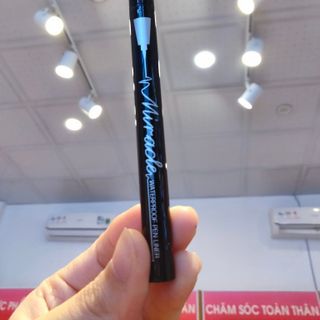 Miracle
WATERPROOF PEN LINER
CHĂM SÓC TOÀN THÂN